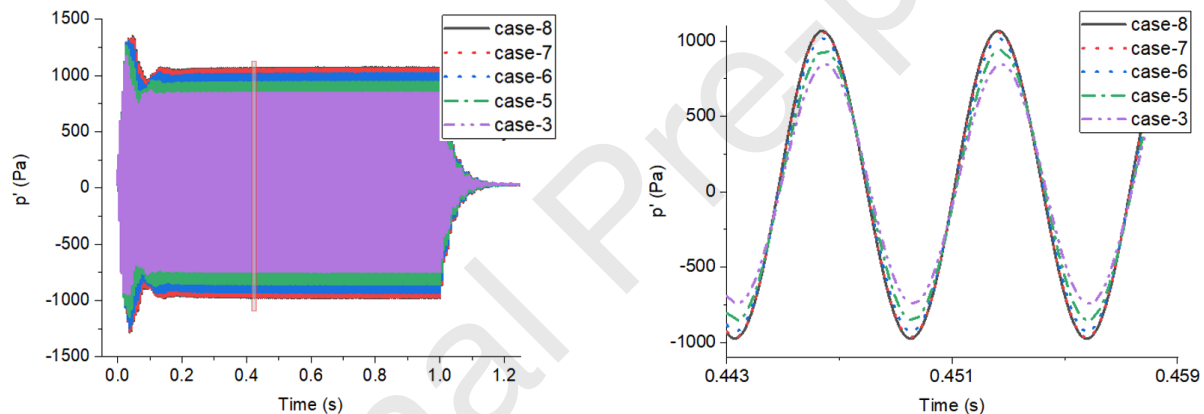 1500
1000
500
0
-500
-1000
-1500
p' (Pa)
0.0 0.2 0.4 0.6 0.8 1.0 1.2
Time (s)
case-8
case-7
case-6
case-5
case-3
1000
500
0
-500
-1000
p' (Pa)
0.443 0.451 0.459
Time (s)
case-8
case-7
case-6
case-5
case-3
nal Prep